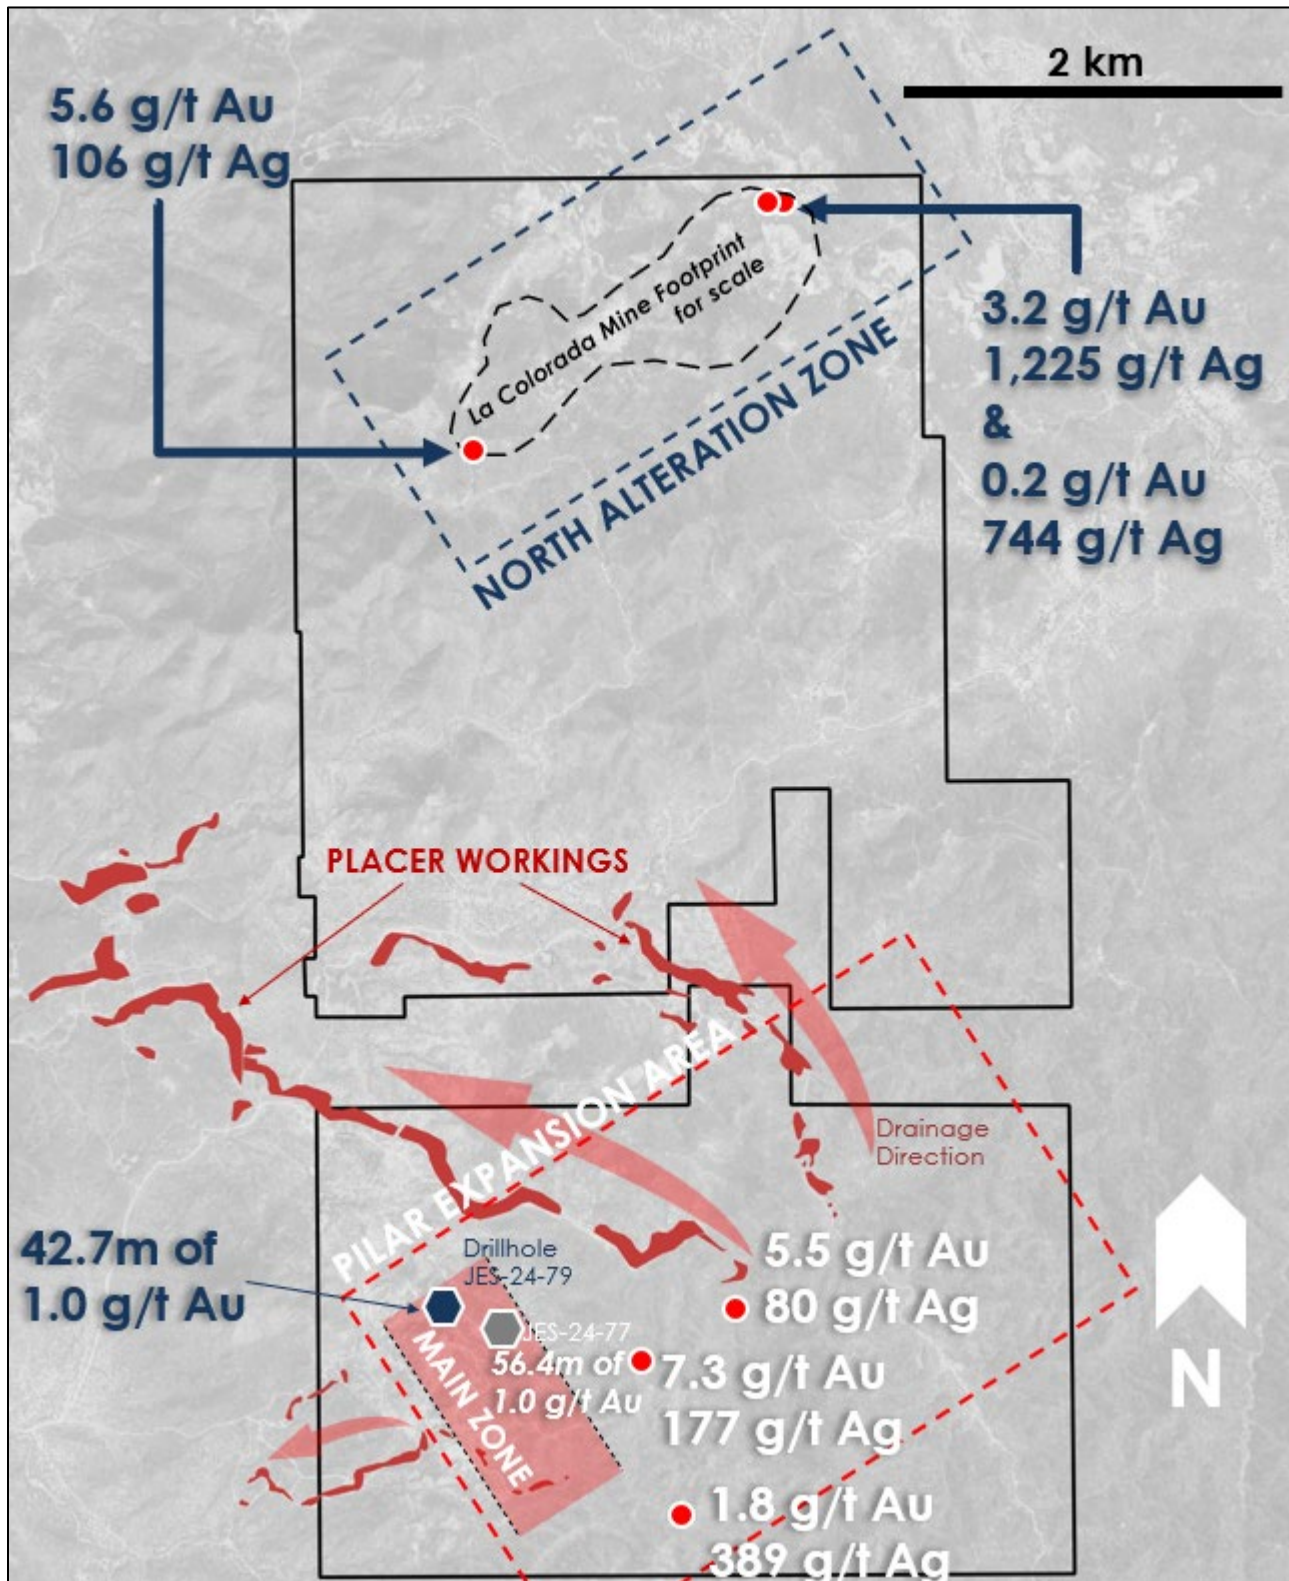 2 km
5.6 g/t Au
106 g/t Ag
La Colorada Mine Footprint
for scale
3.2 g/t Au
1,225 g/t Ag
&
0.2 g/t Au
744 g/t Ag
NORTH ALTERATION ZONE
PLACER WORKINGS
PILAR EXPANSION AREA
Drainage
Direction
42.7m of
1.0 g/t Au
Drillhole
JES-24-79
JES-24-77
56.4m of
1.0 g/t Au
MAIN ZONE
5.5 g/t Au
80 g/t Ag
7.3 g/t Au
177 g/t Ag
1.8 g/t Au
389 g/t Ag
N